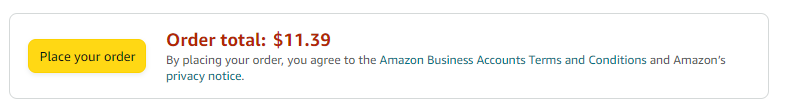 Place your order
Order total: $11.39
By placing your order, you agree to the Amazon Business Accounts Terms and Conditions and Amazon's
privacy notice.